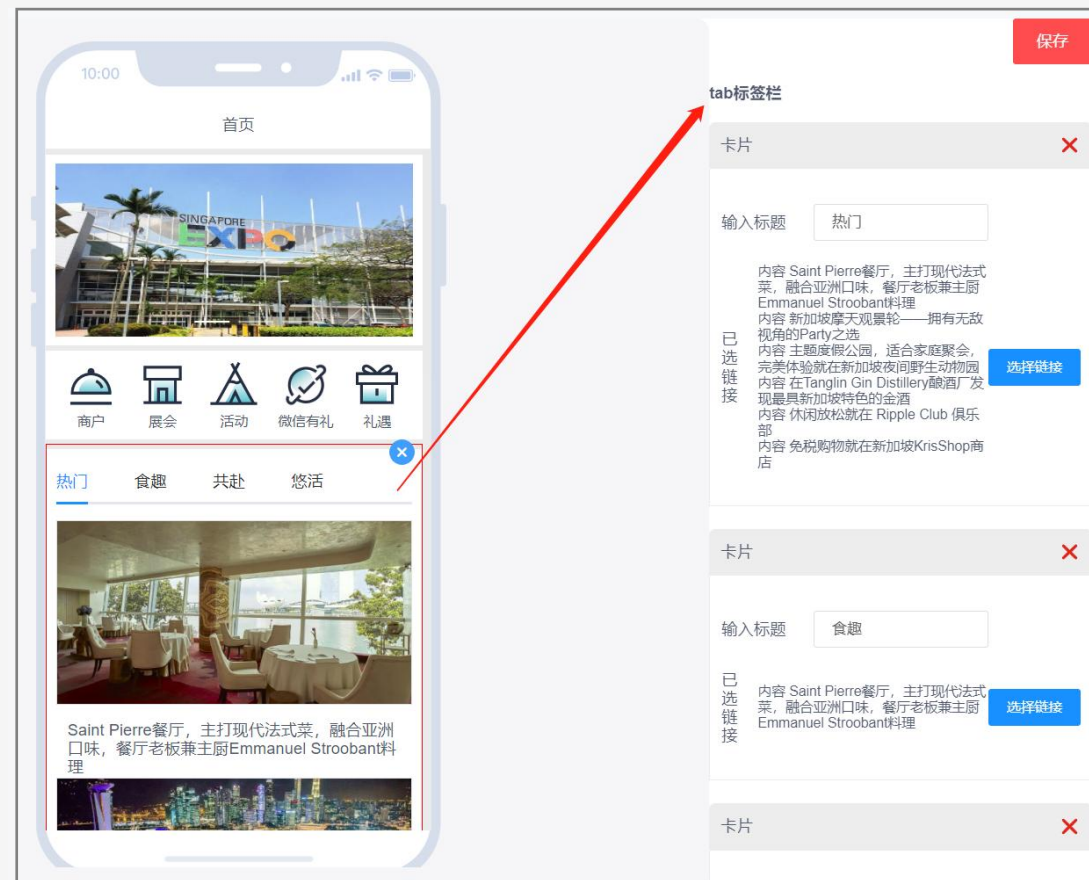 10:00
首页
SINGAPORE
EXPO
商户
展会
活动
微信有礼
礼遇
热门
食趣
共赴
悠活
Saint Pierre餐厅，主打现代法式菜，融合亚洲
口味，餐厅老板兼主厨Emmanuel Stroobant料
理
保存
tab标签栏
卡片
输入标题
热门
已选链接
内容 Saint Pierre餐厅，主打现代法式
菜，融合亚洲口味，餐厅老板兼主厨
Emmanuel Stroobant料理
内容 新加坡摩天观景轮——拥有无敌
视角的Party之选
内容 主题度假公园，适合家庭聚会，
完美体验就在新加坡夜间野生动物园
内容 在Tanglin Gin Distillery酿酒厂发
现最具新加坡特色的金酒
内容 休闲放松就在 Ripple Club 俱乐
部
内容 免税购物就在新加坡KrisShop商
店
选择链接
卡片
输入标题
食趣
已选链接
内容 Saint Pierre餐厅，主打现代法式
菜，融合亚洲口味，餐厅老板兼主厨
Emmanuel Stroobant料理
选择链接
卡片